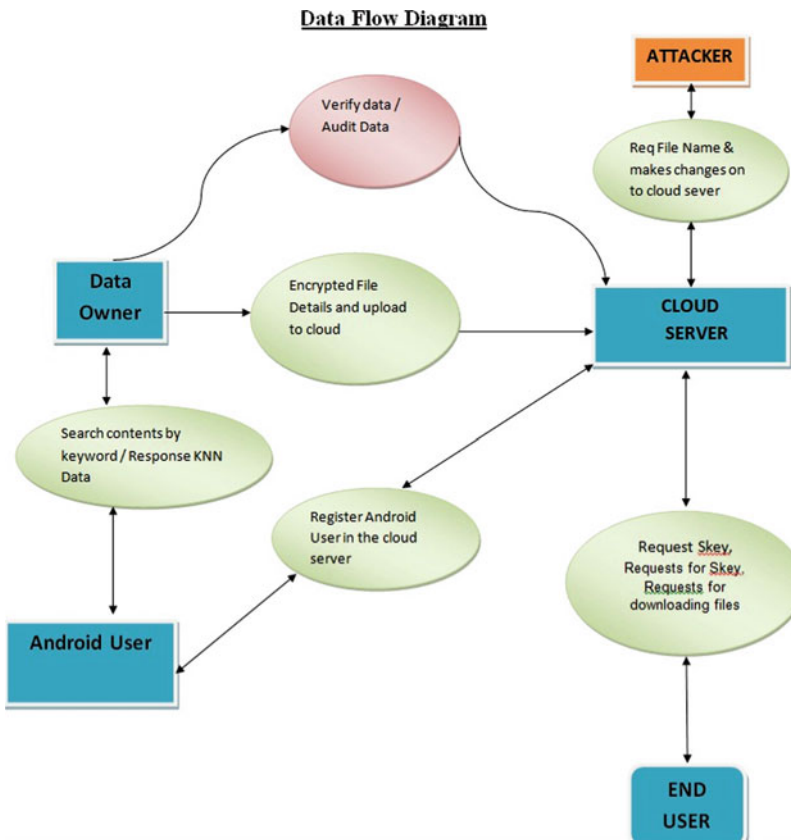 Data Flow Diagram
ATTACKER
Verify data /
Audit Data
Req File Name &
makes changes on
to cloud sever
Data
Owner
Encrypted File
Details and upload
to cloud
CLOUD
SERVER
Search contents by
keyword / Response KNN
Data
Register Android
User in the cloud
server
Request Skey,
Requests for Skey,
Requests for
downloading files
Android User
END
USER